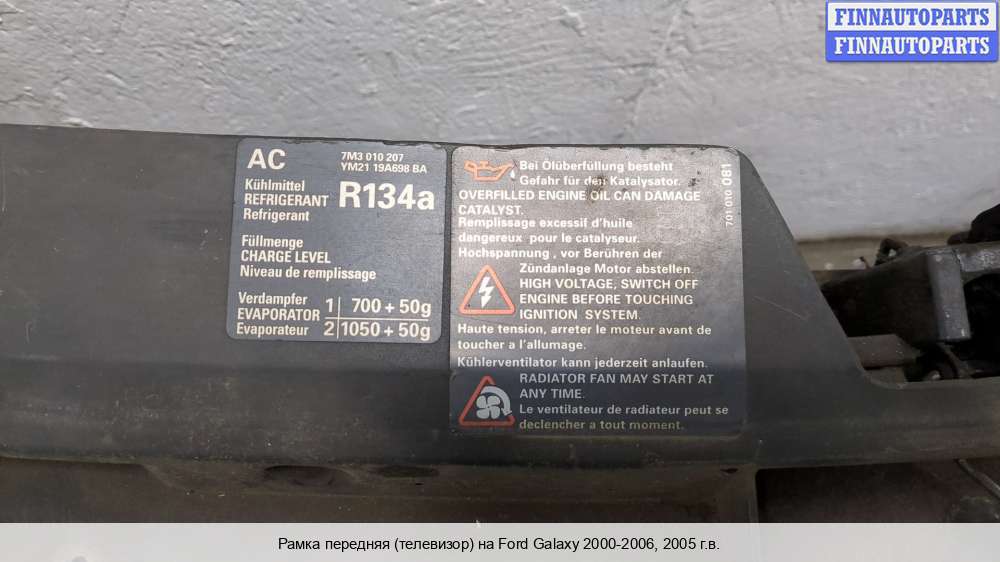 FINNAUTOPARTS
FINNAUTOPARTS
AC
7M3 010 207
YM21 19A698 BA
Kühlmittel
REFRIGERANT
Refrigerant
R134a
Füllmenge
CHARGE LEVEL
Niveau de remplissage
Verdampfer
EVAPORATOR
Evaporateur
1 700 + 50g
2 1050 + 50g
Bei Ölüberfüllung besteht
Gefahr für den Katalysator.
OVERFILLED ENGINE OIL CAN DAMAGE
CATALYST.
Remplissage excessif d'huile
dangereux pour le catalyseur.
Hochspannung, vor Berühren der
Zündanlage Motor abstellen.
HIGH VOLTAGE, SWITCH OFF
ENGINE BEFORE TOUCHING
IGNITION SYSTEM.
Haute tension, arreter le moteur avant de
toucher a l'allumage.
Kühlerventilator kann jederzeit anlaufen.
RADIATOR FAN MAY START AT
ANY TIME.
Le ventilateur de radiateur peut se
declencher a tout moment.
701 010 081
Рамка передняя (телевизор) на Ford Galaxy 2000-2006, 2005 г.в.